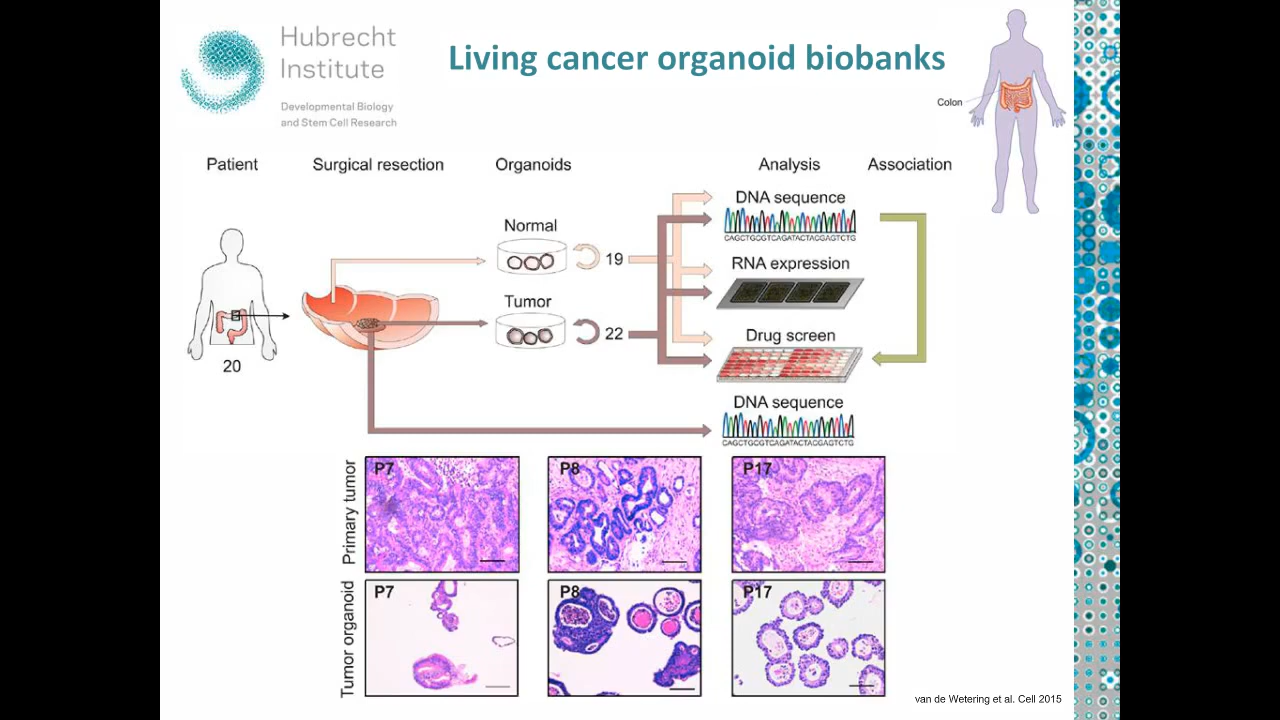 Hubrecht
Institute
Developmental Biology
and Stem Cell Research
Living cancer organoid biobanks
Colon
Patient
Surgical resection
Organoids
Analysis
Association
20
Normal
19
Tumor
22
DNA sequence
CAGCTGCGTCAGATACTACGAGTCTG
RNA expression
Drug screen
DNA sequence
CAGCTGCGTCAGATACTACGAGTCTG
Primary tumor
P7
P8
P17
Tumor organoid
P7
P8
P17
van de Wetering et al. Cell 2015